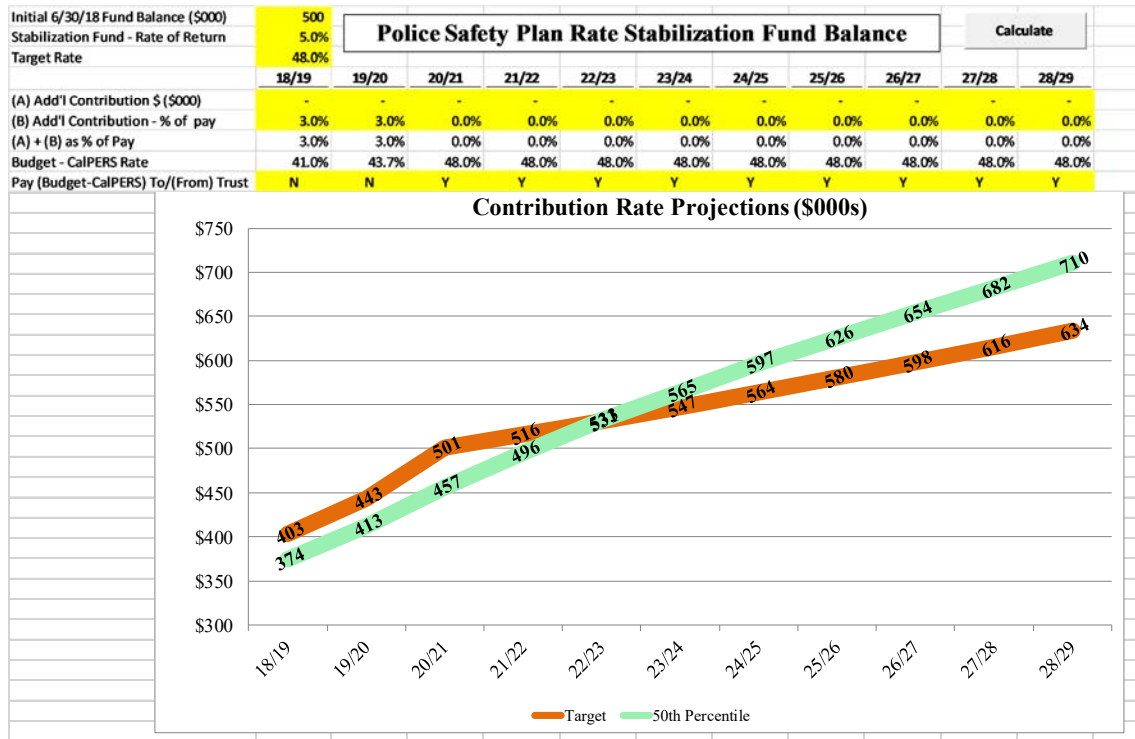 Initial 6/30/18 Fund Balance ($000) 500
Stabilization Fund - Rate of Return 5.0%
Target Rate 48.0%
Police Safety Plan Rate Stabilization Fund Balance
Calculate
18/19 19/20 20/21 21/22 22/23 23/24 24/25 25/26 26/27 27/28 28/29
(A) Add'l Contribution $ ($000) - - - - - - - - - - -
(B) Add'l Contribution - % of pay 3.0% 3.0% 0.0% 0.0% 0.0% 0.0% 0.0% 0.0% 0.0% 0.0% 0.0%
(A) + (B) as % of Pay 3.0% 3.0% 0.0% 0.0% 0.0% 0.0% 0.0% 0.0% 0.0% 0.0% 0.0%
Budget - CalPERS Rate 41.0% 43.7% 48.0% 48.0% 48.0% 48.0% 48.0% 48.0% 48.0% 48.0% 48.0%
Pay (Budget-CalPERS) To/(From) Trust N N Y Y Y Y Y Y Y Y Y
Contribution Rate Projections ($000s)
$750
$700
$650
$600
$550
$500
$450
$400
$350
$300
403 443 501 516 547 564 580 598 616 634
374 413 457 496 565 597 626 654 682 710
18/19 19/20 20/21 21/22 22/23 23/24 24/25 25/26 26/27 27/28 28/29
Target 50th Percentile